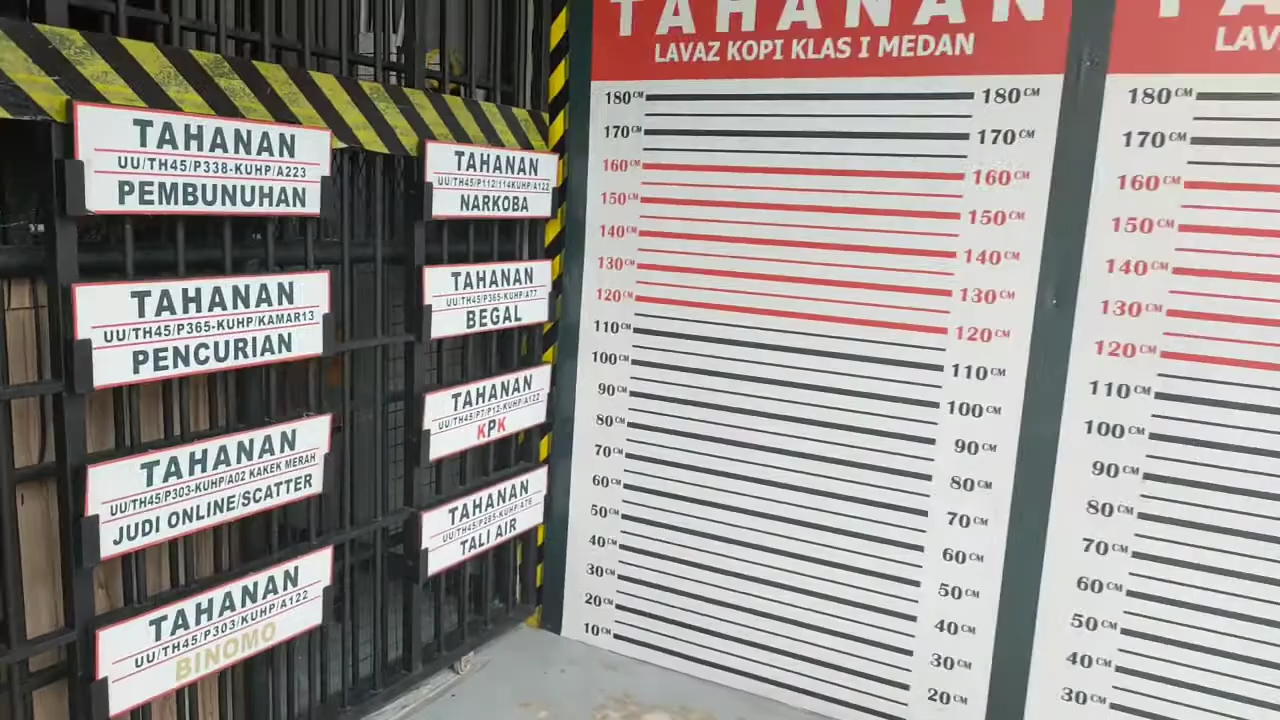 TAHANAN
UU/TH45/P338-KUHP/A223
PEMBUNUHAN
TAHANAN
UU/TH45/P365-KUHP/KAMAR13
PENCURIAN
TAHANAN
UU/TH45/P303-KUHP/A02 KAKEK MERAH
JUDI ONLINE/SCATTER
TAHANAN
UU/TH45/P303/KUHP/A122
BINOMO
TAHANAN
UU/TH45/P112/114KUHP/A122
NARKOBA
TAHANAN
UU/TH45/P365-KUHP/A77
BEGAL
TAHANAN
UU/TH45/P7/P12-KUHP/A122
KPK
TAHANAN
TALI AIR
TAHANAN
LAVAZ KOPI KLAS I MEDAN
180CM 180CM
170CM 170CM
160CM 160CM
150CM 150CM
140CM 140CM
130CM 130CM
120CM 120CM
110CM 110CM
100CM 100CM
90CM 90CM
80CM 80CM
70CM 70CM
60CM 60CM
50CM 50CM
40CM 40CM
30CM 30CM
20CM 20CM
10CM
TA
LAV
180CM
170CM
160CM
150CM
140CM
130CM
120CM
110CM
100CM
90CM
80CM
70CM
60CM
50CM
40CM
30CM